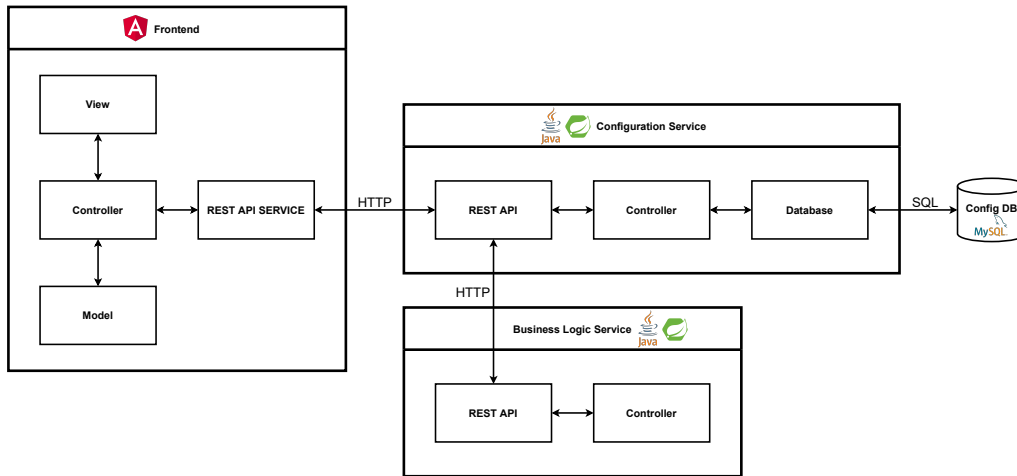 Frontend
View
Controller
REST API SERVICE
Model
HTTP
Java
Configuration Service
REST API
Controller
Database
SQL
Config DB
MySQL
HTTP
Business Logic Service
Java
REST API
Controller